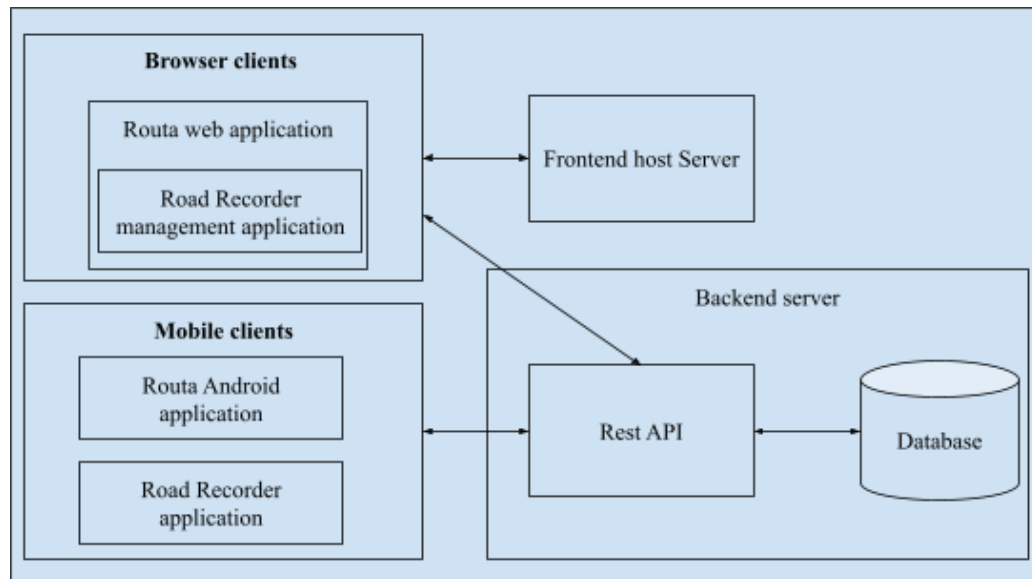 Browser clients
Routa web application
Road Recorder
management application
Frontend host Server
Mobile clients
Routa Android
application
Road Recorder
application
Backend server
Rest API
Database